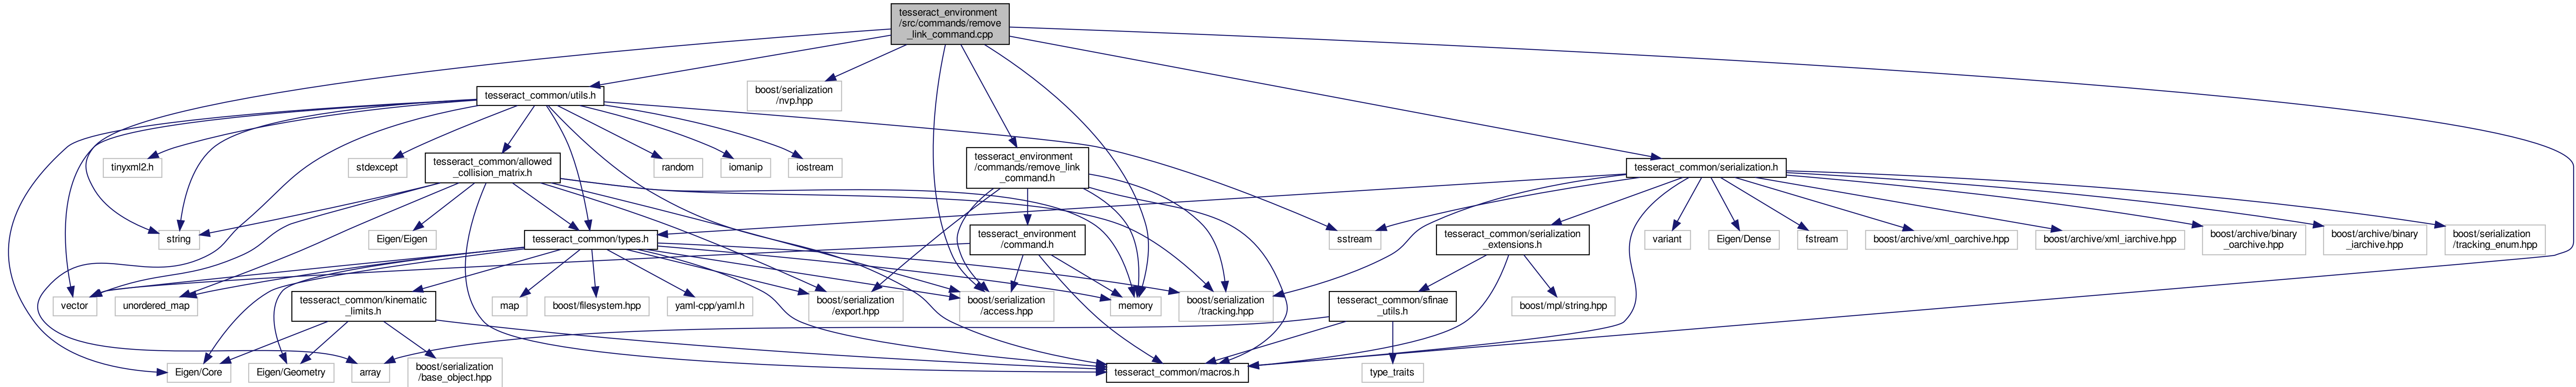 tesseract_environment
/src/commands/remove
_link_command.cpp
tesseract_common/utils.h
boost/serialization
/nvp.hpp
tesseract_environment
/commands/remove_link
_command.h
tesseract_common/serialization.h
tinyxml2.h
stdexcept
tesseract_common/allowed
_collision_matrix.h
random
iomanip
iostream
string
Eigen/Eigen
tesseract_common/types.h
tesseract_environment
/command.h
sstream
tesseract_common/serialization
_extensions.h
variant
Eigen/Dense
fstream
boost/archive/xml_oarchive.hpp
boost/archive/xml_iarchive.hpp
boost/archive/binary
_oarchive.hpp
boost/archive/binary
_iarchive.hpp
boost/serialization
/tracking_enum.hpp
vector
unordered_map
tesseract_common/kinematic
_limits.h
map
boost/filesystem.hpp
yaml-cpp/yaml.h
boost/serialization
/export.hpp
boost/serialization
/access.hpp
memory
boost/serialization
/tracking.hpp
tesseract_common/sfinae
_utils.h
boost/mpl/string.hpp
Eigen/Core
Eigen/Geometry
array
boost/serialization
/base_object.hpp
tesseract_common/macros.h
type_traits